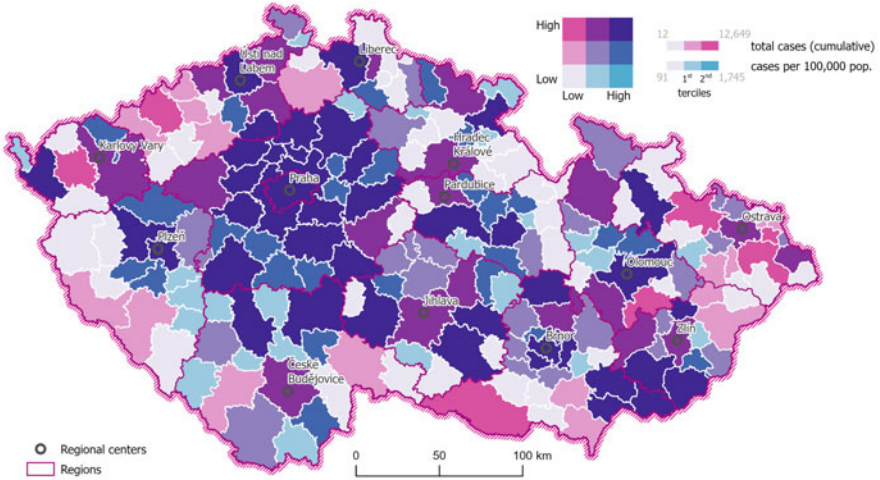 High
Low
Low
High
12
12,649
total cases (cumulative)
91
1st
2nd
1,745
cases per 100,000 pop.
terciles
Ústí nad
Labem
Liberec
Karlovy Vary
Hradec
Králové
Praha
Pardubice
Plzeň
Ostrava
Olomouc
Jihlava
Zlín
Brno
České
Budějovice
Regional centers
Regions
0
50
100 km